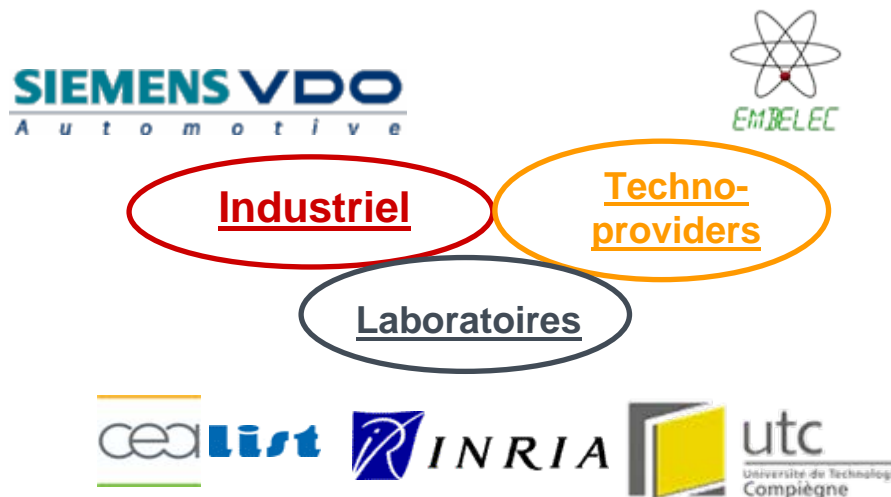 SIEMENS VDO
Automotive
EMBELEC
Industriel
Techno-
providers
Laboratoires
cea list
INRIA
utc
Université de Technologie
Compiègne